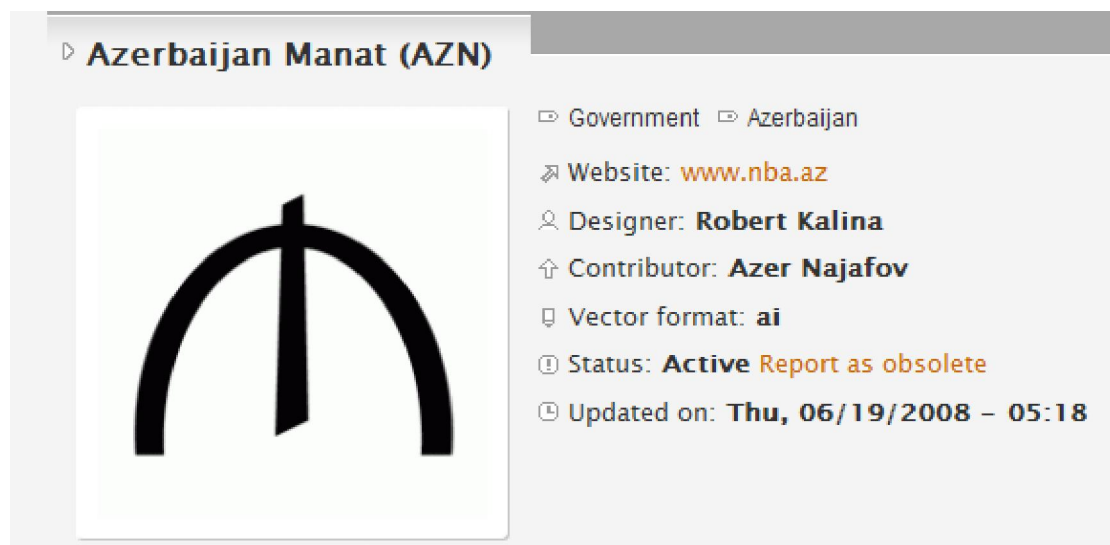 Azerbaijan Manat (AZN)
Government Azerbaijan
Website: www.nba.az
Designer: Robert Kalina
Contributor: Azer Najafov
Vector format: ai
Status: Active Report as obsolete
Updated on: Thu, 06/19/2008 – 05:18